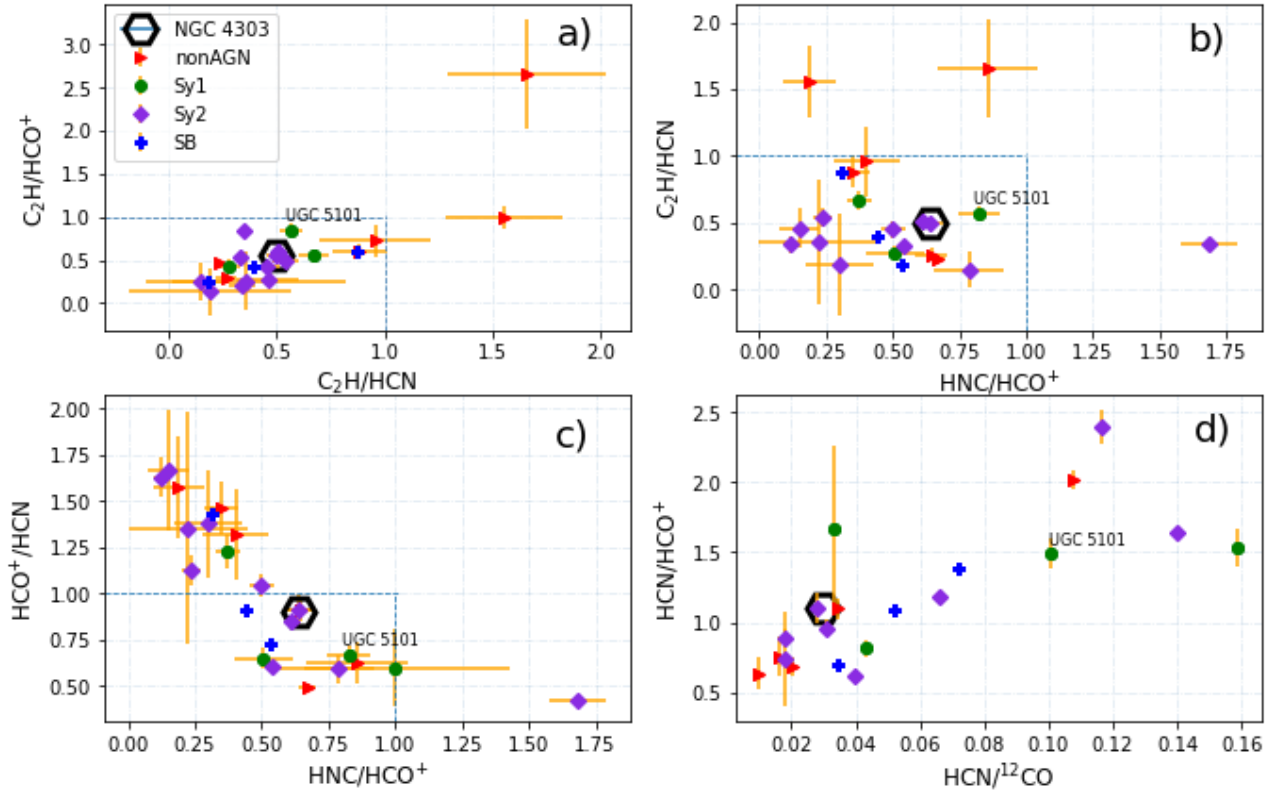 a)
NGC 4303
nonAGN
Sy1
Sy2
SB
UGC 5101
C₂H/HCO⁺
3.0
2.5
2.0
1.5
1.0
0.5
0.0
0.0 0.5 1.0 1.5 2.0
C₂H/HCN
b)
UGC 5101
C₂H/HCN
2.0
1.5
1.0
0.5
0.0
0.00 0.25 0.50 0.75 1.00 1.25 1.50 1.75
HNC/HCO⁺
c)
UGC 5101
HCO⁺/HCN
2.00
1.75
1.50
1.25
1.00
0.75
0.50
0.00 0.25 0.50 0.75 1.00 1.25 1.50 1.75
HNC/HCO⁺
d)
UGC 5101
HCN/HCO⁺
2.5
2.0
1.5
1.0
0.5
0.02 0.04 0.06 0.08 0.10 0.12 0.14 0.16
HCN/¹²CO